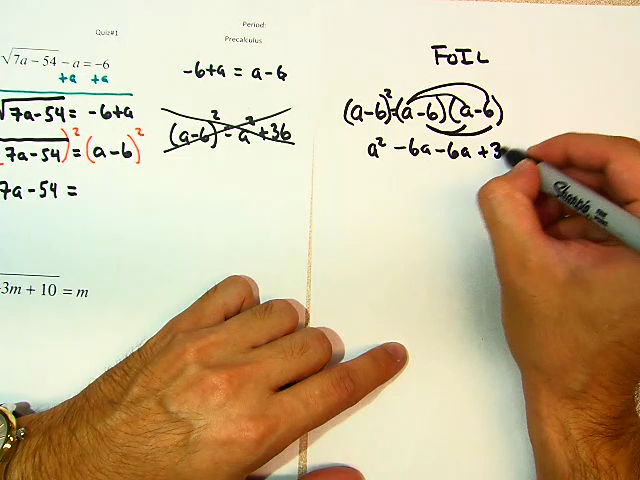 Quiz#1
Period:
Precalculus
√7a − 54 − a = −6
+a +a
√7a-54 = -6+a
7a-54)² = (a-6)²
7a-54 =
3m + 10 = m
-6+a = a-6
(a-6)² - a² + 36
FOIL
(a-6)² = (a-6)(a-6)
a² - 6a - 6a + 3
Sharpie